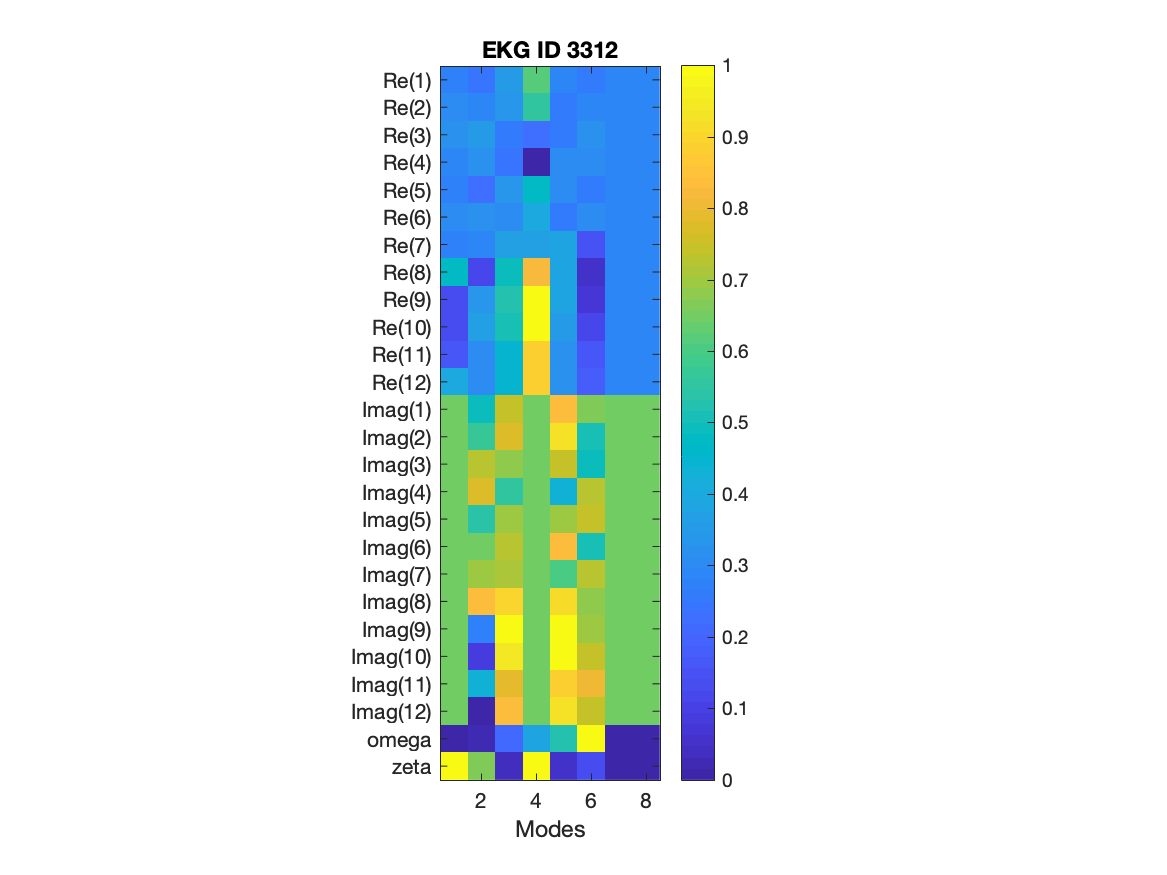 EKG ID 3312
Re(1)
Re(2)
Re(3)
Re(4)
Re(5)
Re(6)
Re(7)
Re(8)
Re(9)
Re(10)
Re(11)
Re(12)
Imag(1)
Imag(2)
Imag(3)
Imag(4)
Imag(5)
Imag(6)
Imag(7)
Imag(8)
Imag(9)
Imag(10)
Imag(11)
Imag(12)
omega
zeta
2 4 6 8
Modes
1
0.9
0.8
0.7
0.6
0.5
0.4
0.3
0.2
0.1
0